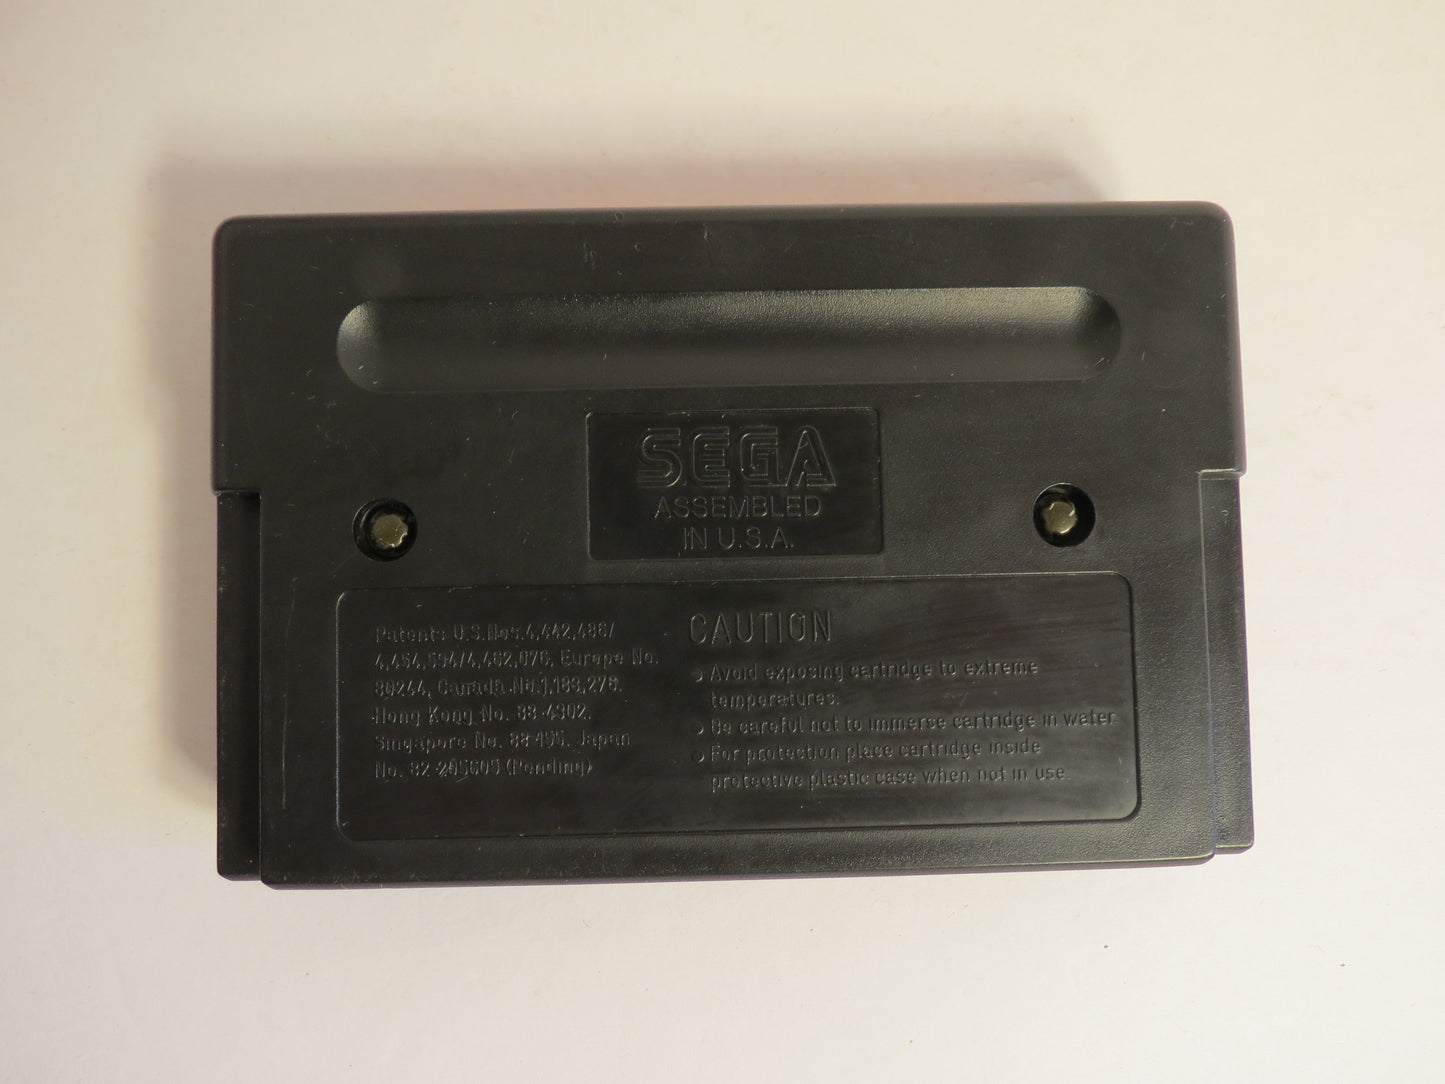 SEGA
ASSEMBLED
IN U.S.A.
Patents: U.S. Nos. 4,442,486/
4,454,594/4,462,076, Europe No.
80244, Canada No. 1,183,276,
Hong Kong No. 88-4302,
Singapore No. 88-155, Japan
No. 82-205605 (Pending)
CAUTION
● Avoid exposing cartridge to extreme
temperatures.
● Be careful not to immerse cartridge in water.
● For protection place cartridge inside
protective plastic case when not in use.